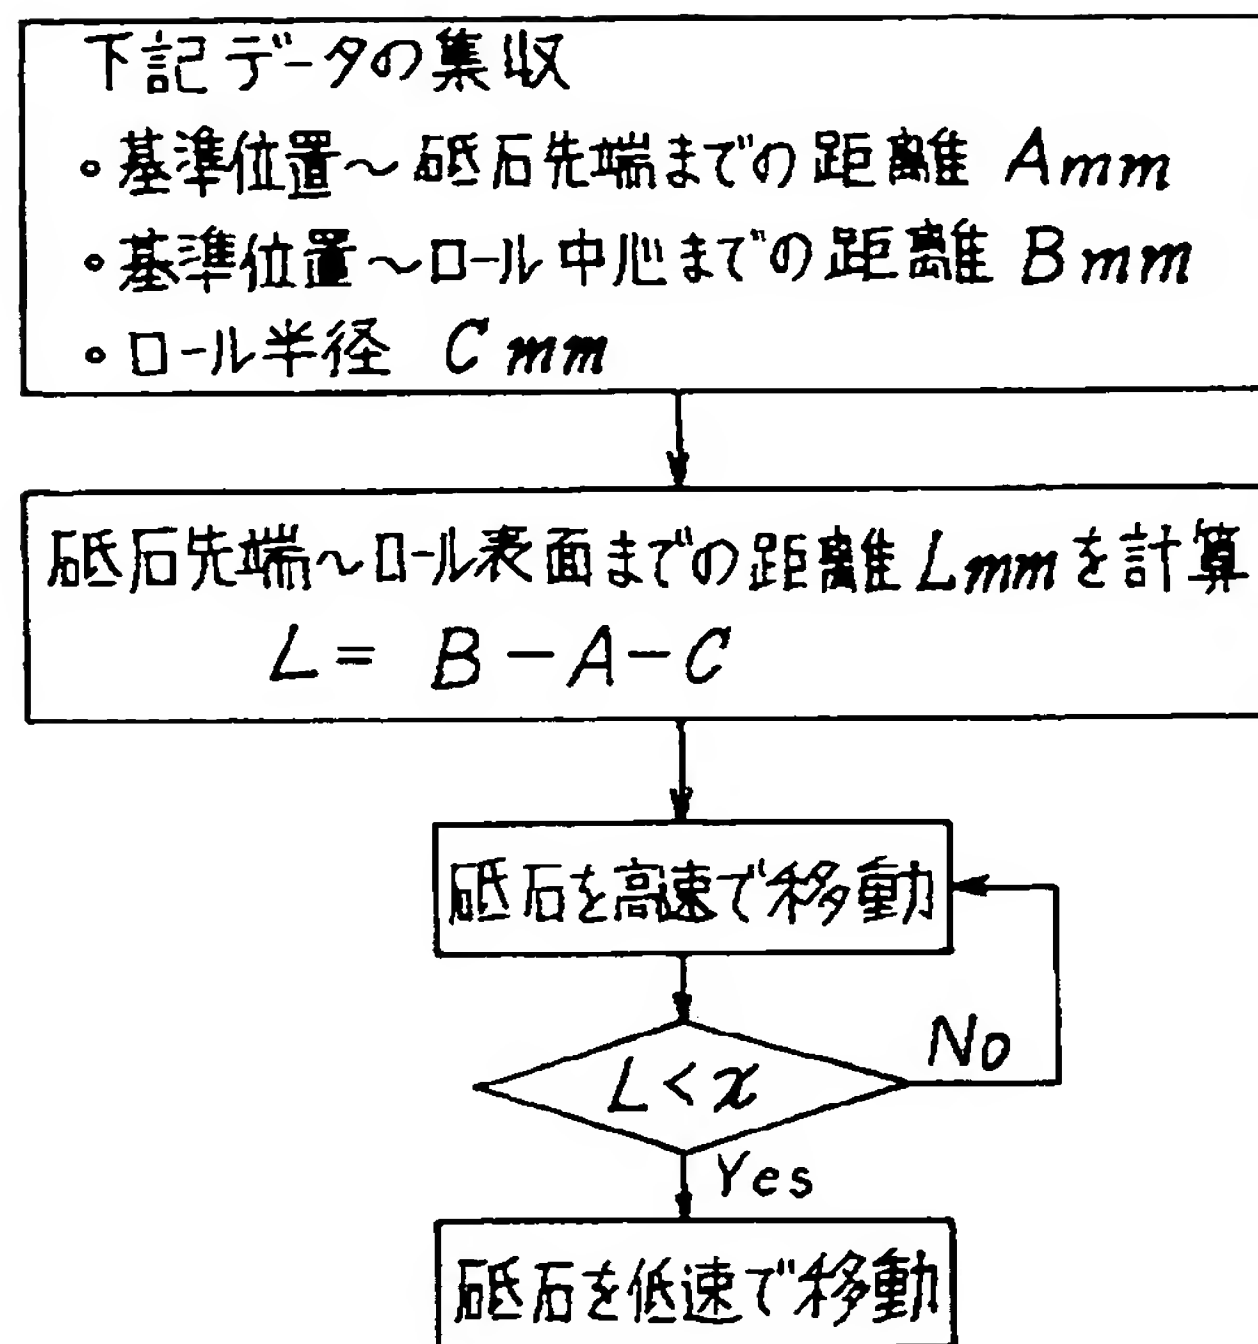 下記データの集収
◦基準位置〜砥石先端までの距離 Amm
◦基準位置〜ロール中心までの距離 Bmm
◦ロール半径 Cmm
砥石先端〜ロール表面までの距離Lmmを計算
L= B-A-C
砥石を高速で移動
L<x
No
Yes
砥石を低速で移動